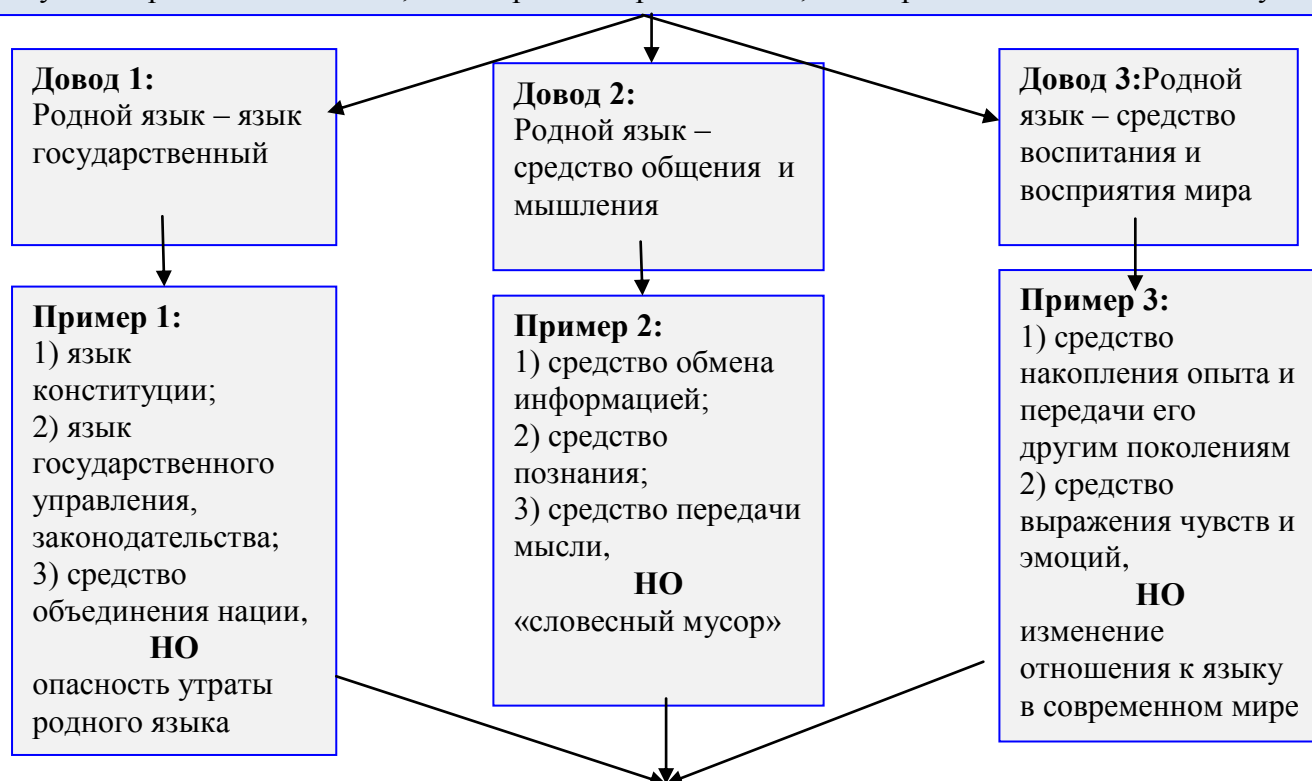 Довод 1:
Родной язык – язык
государственный
Довод 2:
Родной язык –
средство общения и
мышления
Довод 3:Родной
язык – средство
воспитания и
восприятия мира
Пример 1:
1) язык
конституции;
2) язык
государственного
управления,
законодательства;
3) средство
объединения нации,
НО
опасность утраты
родного языка
Пример 2:
1) средство обмена
информацией;
2) средство
познания;
3) средство передачи
мысли,
НО
«словесный мусор»
Пример 3:
1) средство
накопления опыта и
передачи его
другим поколениям
2) средство
выражения чувств и
эмоций,
НО
изменение
отношения к языку
в современном мире